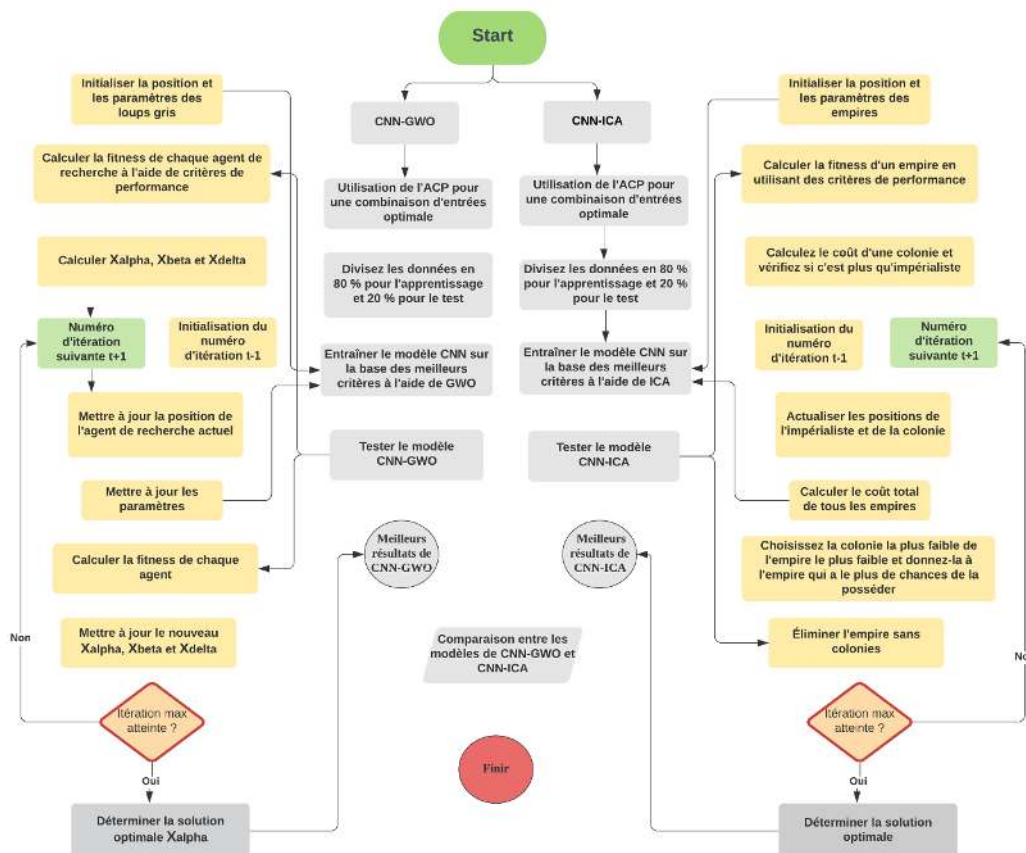 Start
CNN-GWO
CNN-ICA
Initialiser la position et
les paramètres des
loups gris
Initialiser la position et
les paramètres des
empires
Calculer la fitness de chaque agent de
recherche à l'aide de critères de
performance
Utilisation de l'ACP pour
une combinaison d'entrées
optimale
Utilisation de l'ACP pour
une combinaison d'entrées
optimale
Calculer la fitness d'un empire en
utilisant des critères de
performance
Calculer Xalpha, Xbeta et Xdelta
Divisez les données en
80 % pour l'apprentissage
et 20 % pour le test
Divisez les données en 80 %
pour l'apprentissage et 20 %
pour le test
Calculez le coût d'une colonie et
vérifiez si c'est plus qu'impérialiste
Numéro
d'itération
suivante t+1
Initialisation du
numéro
d'itération t-1
Entraîner le modèle CNN sur
la base des meilleurs
critères à l'aide de GWO
Entraîner le modèle CNN sur
la base des meilleurs
critères à l'aide de ICA
Initialisation du
numéro
d'itération t-1
Numéro
d'itération
suivante t+1
Mettre à jour la position de
l'agent de recherche actuel
Tester le modèle
CNN-GWO
Tester le modèle
CNN-ICA
Actualiser les positions de
l'impérialiste et de la colonie
Mettre à jour les
paramètres
Calculer le coût total
de tous les empires
Calculer la fitness de chaque
agent
Meilleurs
résultats de
CNN-GWO
Meilleurs
résultats de
CNN-ICA
Choisissez la colonie la plus faible de
l'empire le plus faible et donnez-la à
l'empire qui a le plus de chances de la
posséder
Non
Mettre à jour le nouveau
Xalpha, Xbeta et Xdelta
Comparaison entre les
modèles de CNN-GWO et
CNN-ICA
Éliminer l'empire sans
colonies
No
Itération max
atteinte ?
Itération max
atteinte ?
Finir
Oui
Oui
Déterminer la solution
optimale Xalpha
Déterminer la solution
optimale